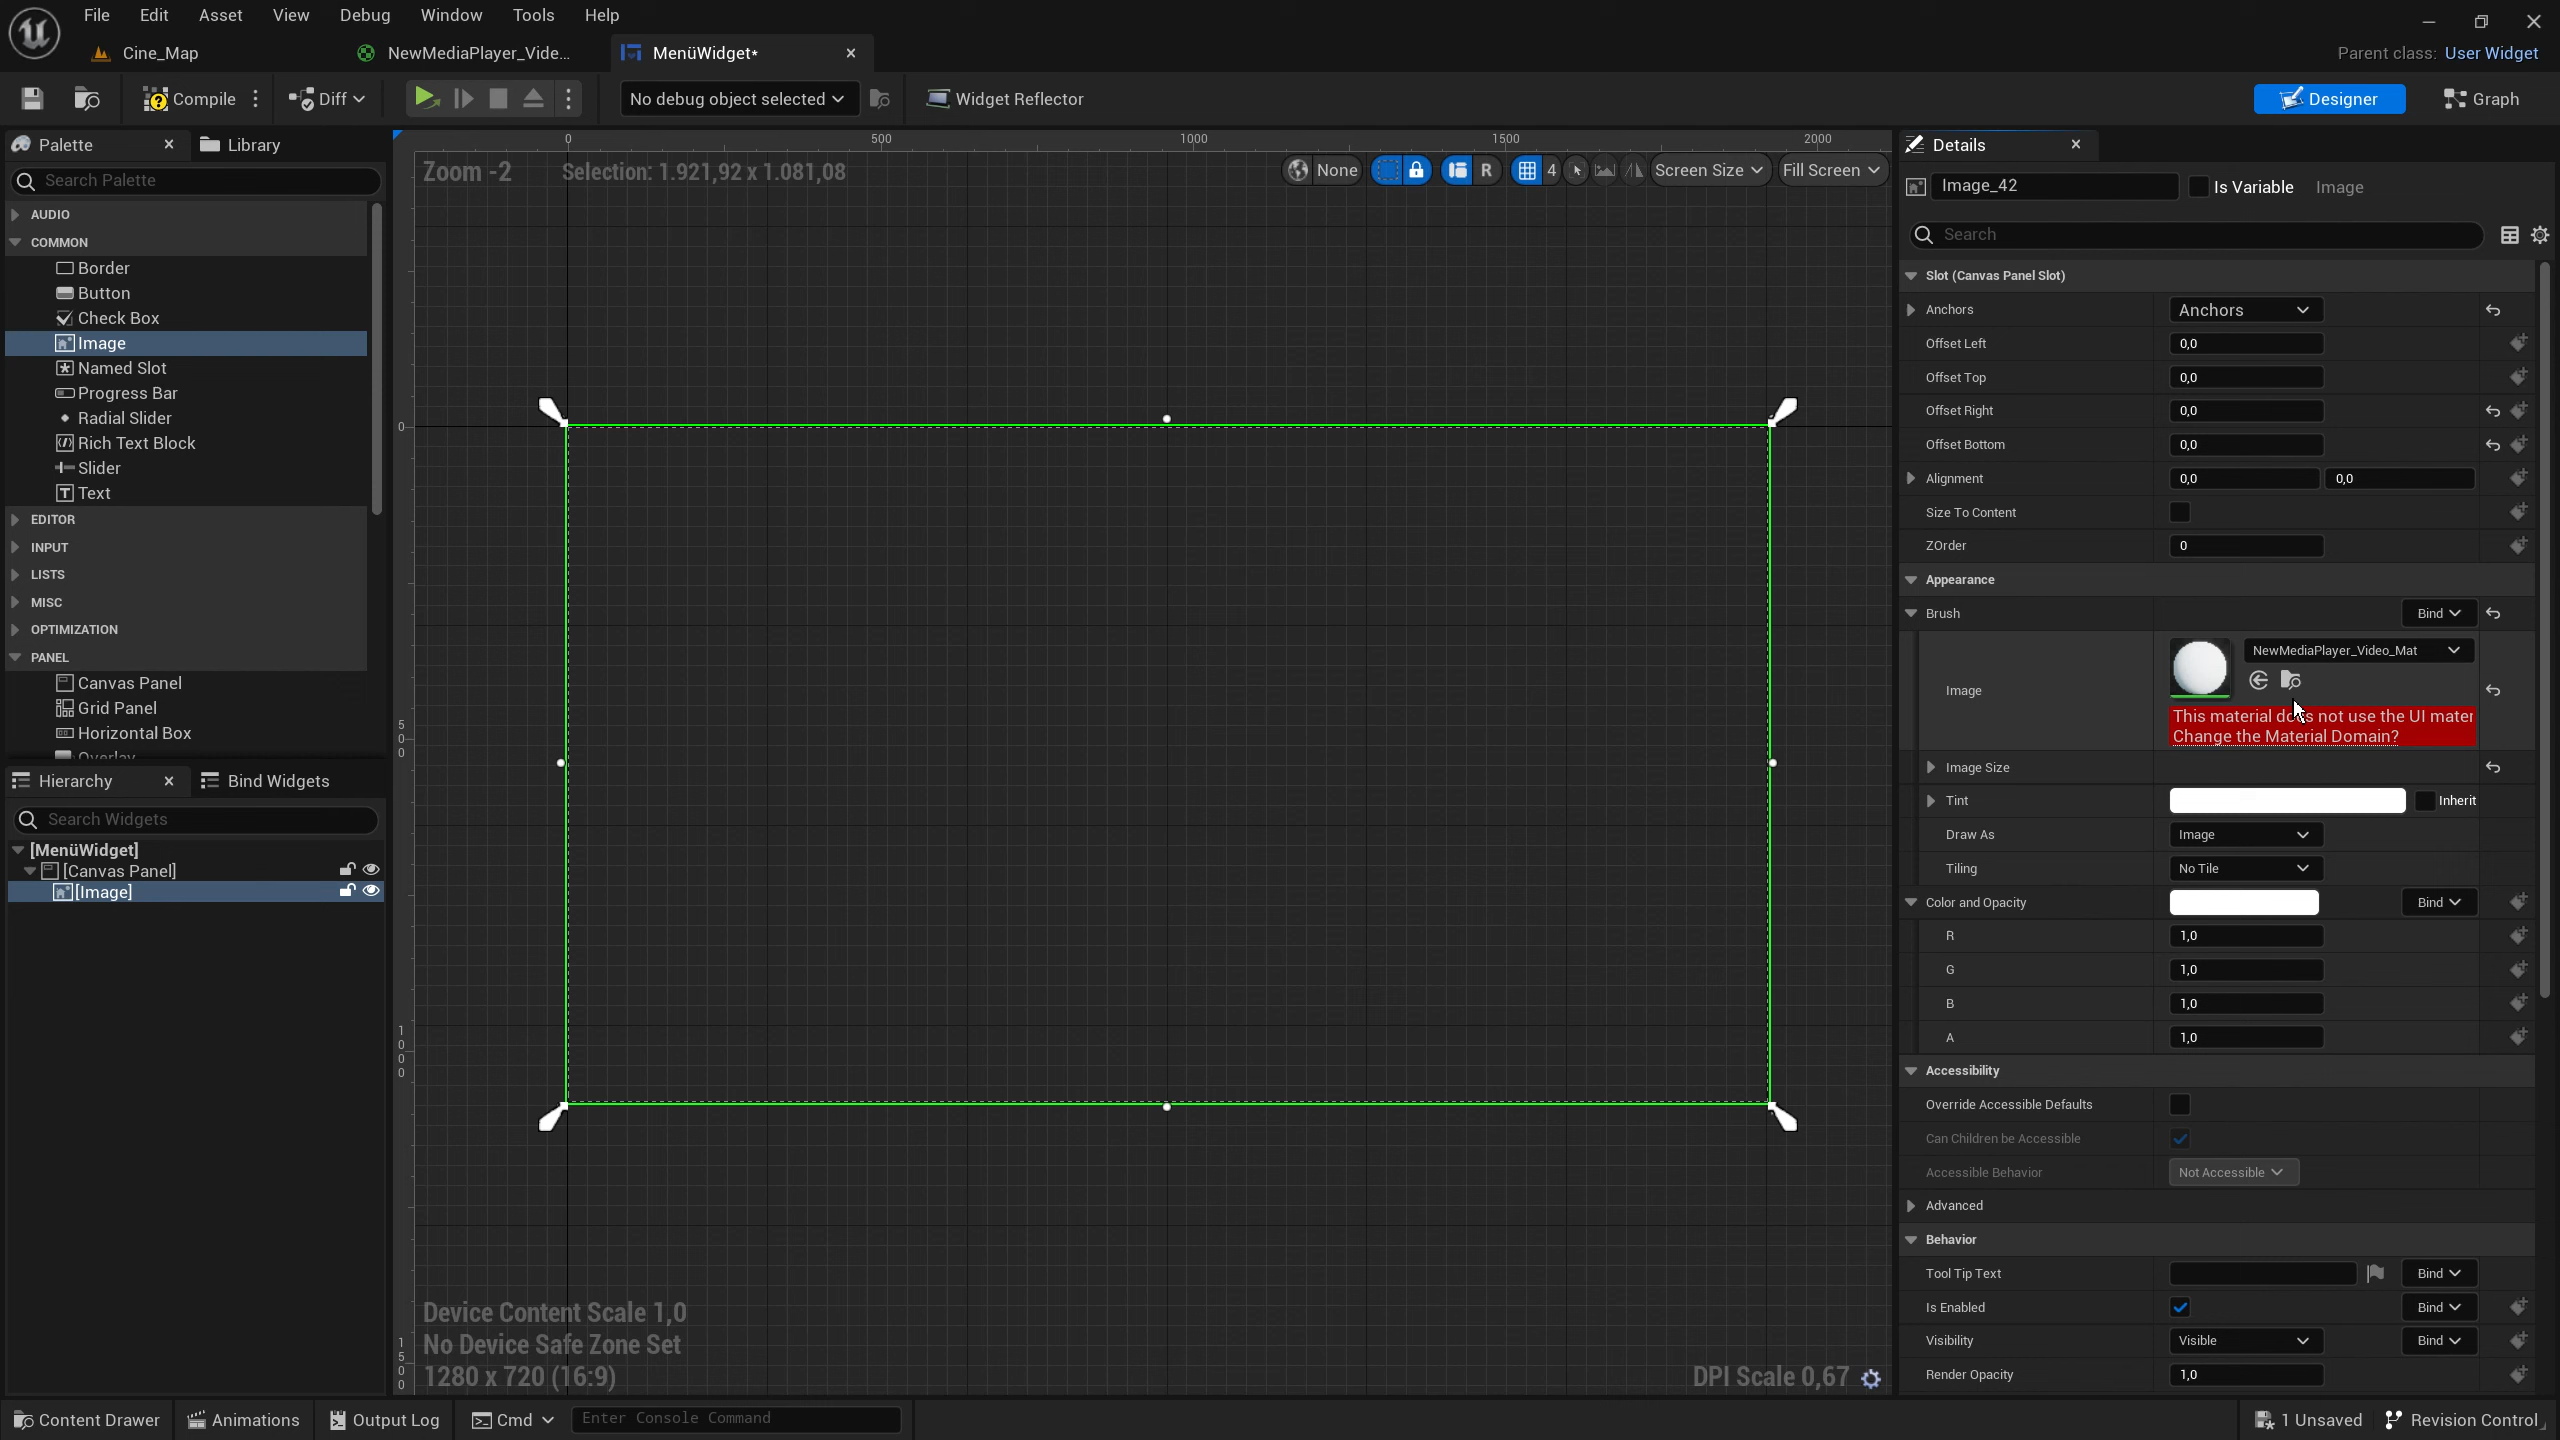 File Edit Asset View Debug Window Tools Help
Cine_Map
NewMediaPlayer_Vide...
MenüWidget*
Parent class: User Widget
Compile
Diff
No debug object selected
Widget Reflector
Designer
Graph
Palette
Library
Search Palette
AUDIO
COMMON
Border
Button
Check Box
Image
Named Slot
Progress Bar
Radial Slider
Rich Text Block
Slider
Text
EDITOR
INPUT
LISTS
MISC
OPTIMIZATION
PANEL
Canvas Panel
Grid Panel
Horizontal Box
Overlay
Hierarchy
Bind Widgets
Search Widgets
[MenüWidget]
[Canvas Panel]
[Image]
0 500 1000 1500 2000
Zoom -2
Selection: 1.921,92 x 1.081,08
None
R
4
Screen Size
Fill Screen
0
500
1000
1500
Device Content Scale 1,0
No Device Safe Zone Set
1280 x 720 (16:9)
DPI Scale 0,67
Details
Image_42
Is Variable
Image
Search
Slot (Canvas Panel Slot)
Anchors Anchors
Offset Left 0,0
Offset Top 0,0
Offset Right 0,0
Offset Bottom 0,0
Alignment 0,0 0,0
Size To Content
ZOrder 0
Appearance
Brush Bind
Image
NewMediaPlayer_Video_Mat
This material does not use the UI mater
Change the Material Domain?
Image Size
Tint Inherit
Draw As Image
Tiling No Tile
Color and Opacity Bind
R 1,0
G 1,0
B 1,0
A 1,0
Accessibility
Override Accessible Defaults
Can Children be Accessible
Accessible Behavior Not Accessible
Advanced
Behavior
Tool Tip Text Bind
Is Enabled Bind
Visibility Visible Bind
Render Opacity 1,0
Content Drawer
Animations
Output Log
Cmd
Enter Console Command
1 Unsaved
Revision Control